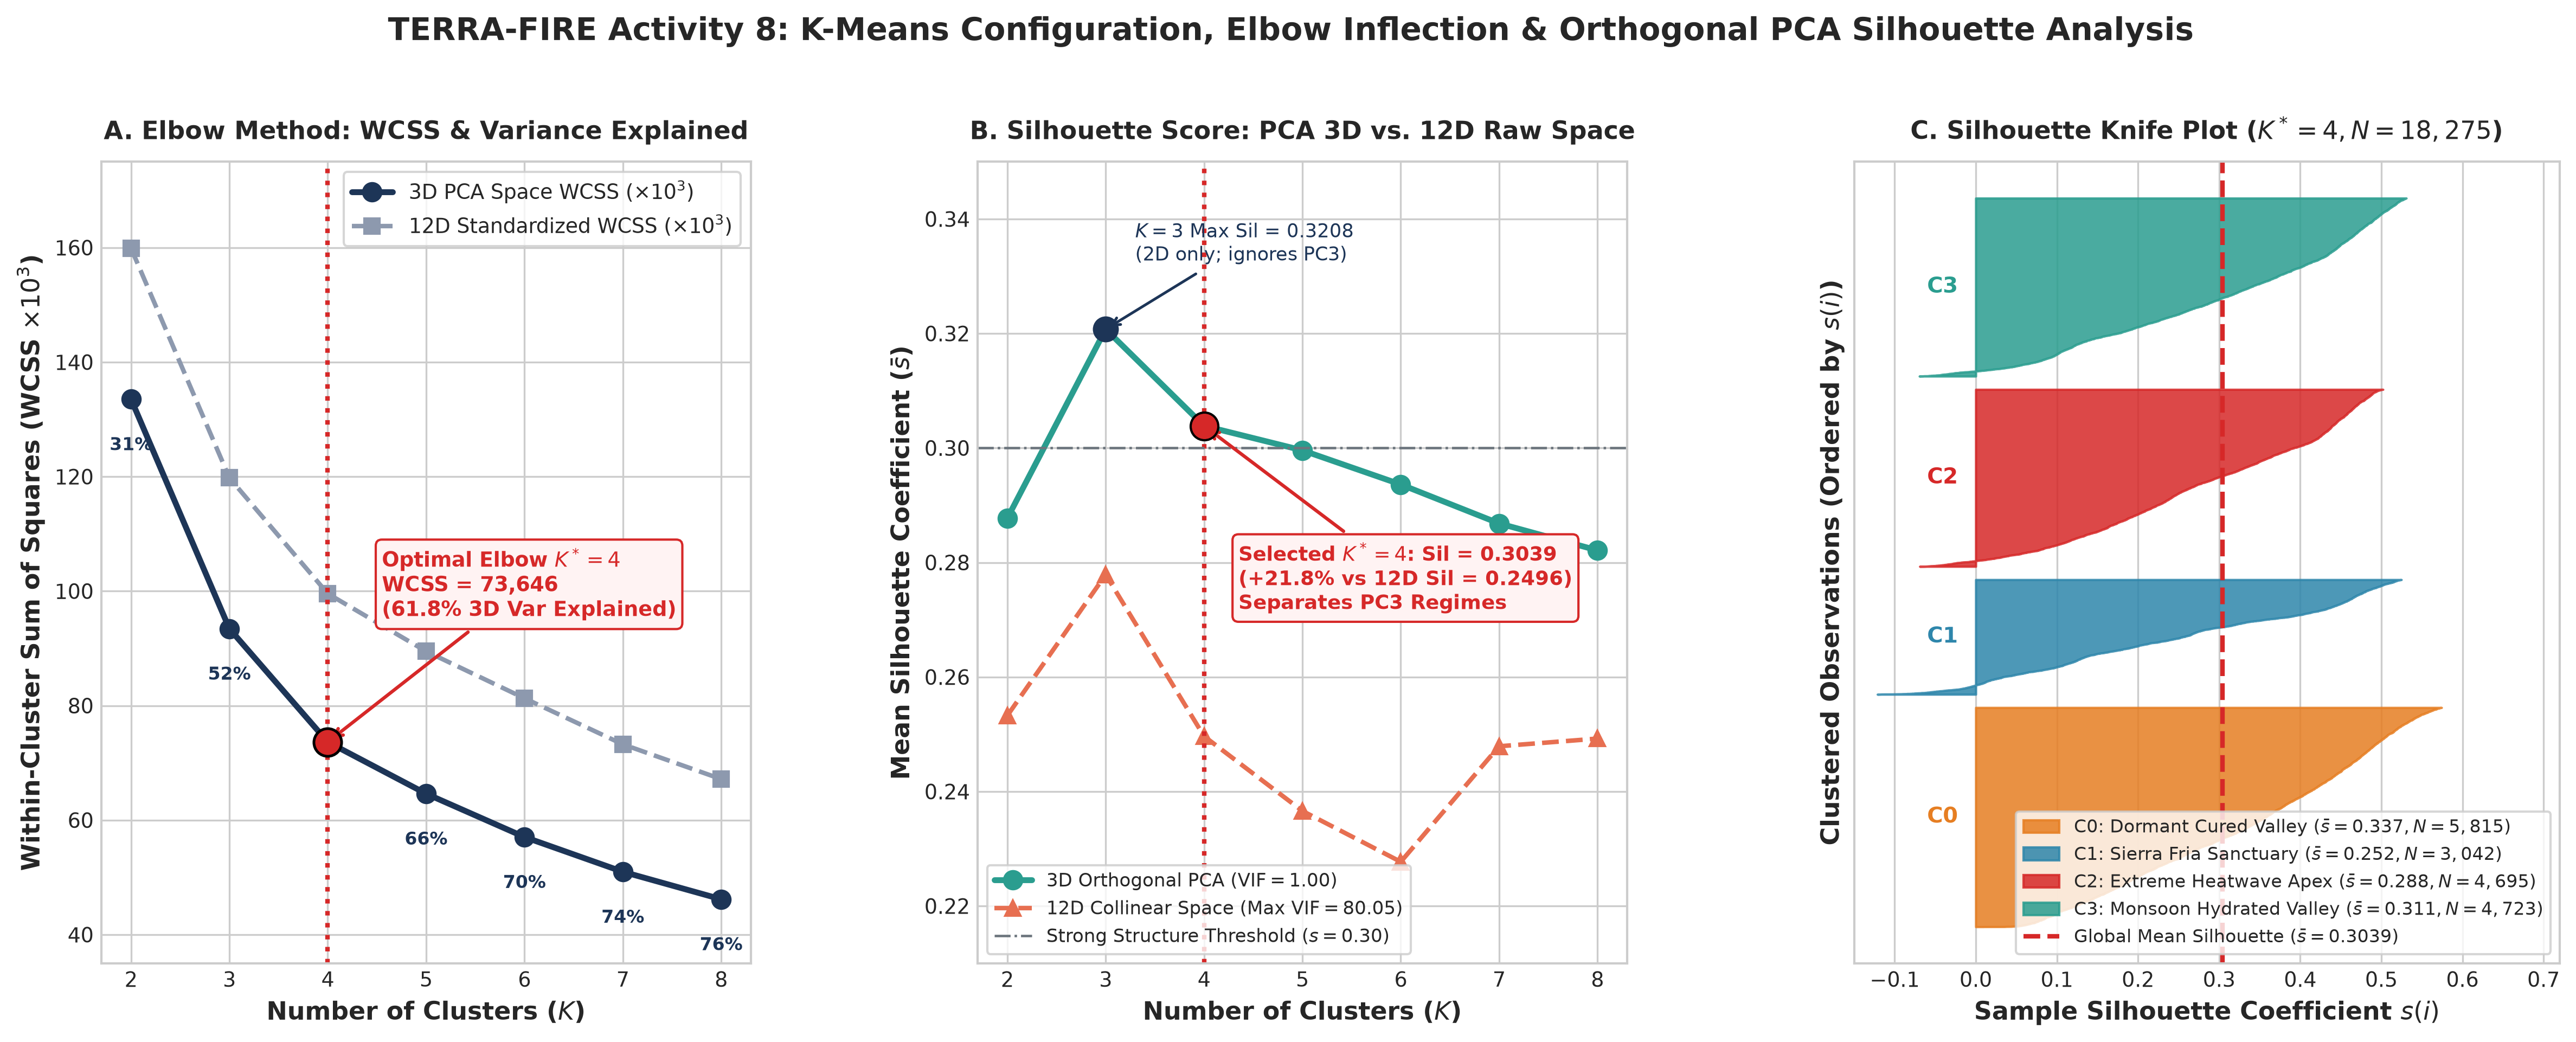 TERRA-FIRE Activity 8: K-Means Configuration, Elbow Inflection & Orthogonal PCA Silhouette Analysis
A. Elbow Method: WCSS & Variance Explained
Within-Cluster Sum of Squares (WCSS ×10³)
160
140
120
100
80
60
40
3D PCA Space WCSS (×10³)
12D Standardized WCSS (×10³)
31%
52%
66%
70%
74%
76%
Optimal Elbow K* = 4
WCSS = 73,646
(61.8% 3D Var Explained)
2 3 4 5 6 7 8
Number of Clusters (K)
B. Silhouette Score: PCA 3D vs. 12D Raw Space
Mean Silhouette Coefficient (s̄)
0.34
0.32
0.30
0.28
0.26
0.24
0.22
K = 3 Max Sil = 0.3208
(2D only; ignores PC3)
Selected K* = 4: Sil = 0.3039
(+21.8% vs 12D Sil = 0.2496)
Separates PC3 Regimes
3D Orthogonal PCA (VIF = 1.00)
12D Collinear Space (Max VIF = 80.05)
Strong Structure Threshold (s = 0.30)
2 3 4 5 6 7 8
Number of Clusters (K)
C. Silhouette Knife Plot (K* = 4, N = 18,275)
Clustered Observations (Ordered by s(i))
C3
C2
C1
C0
C0: Dormant Cured Valley (s̄ = 0.337, N = 5,815)
C1: Sierra Fria Sanctuary (s̄ = 0.252, N = 3,042)
C2: Extreme Heatwave Apex (s̄ = 0.288, N = 4,695)
C3: Monsoon Hydrated Valley (s̄ = 0.311, N = 4,723)
Global Mean Silhouette (s̄ = 0.3039)
−0.1 0.0 0.1 0.2 0.3 0.4 0.5 0.6 0.7
Sample Silhouette Coefficient s(i)